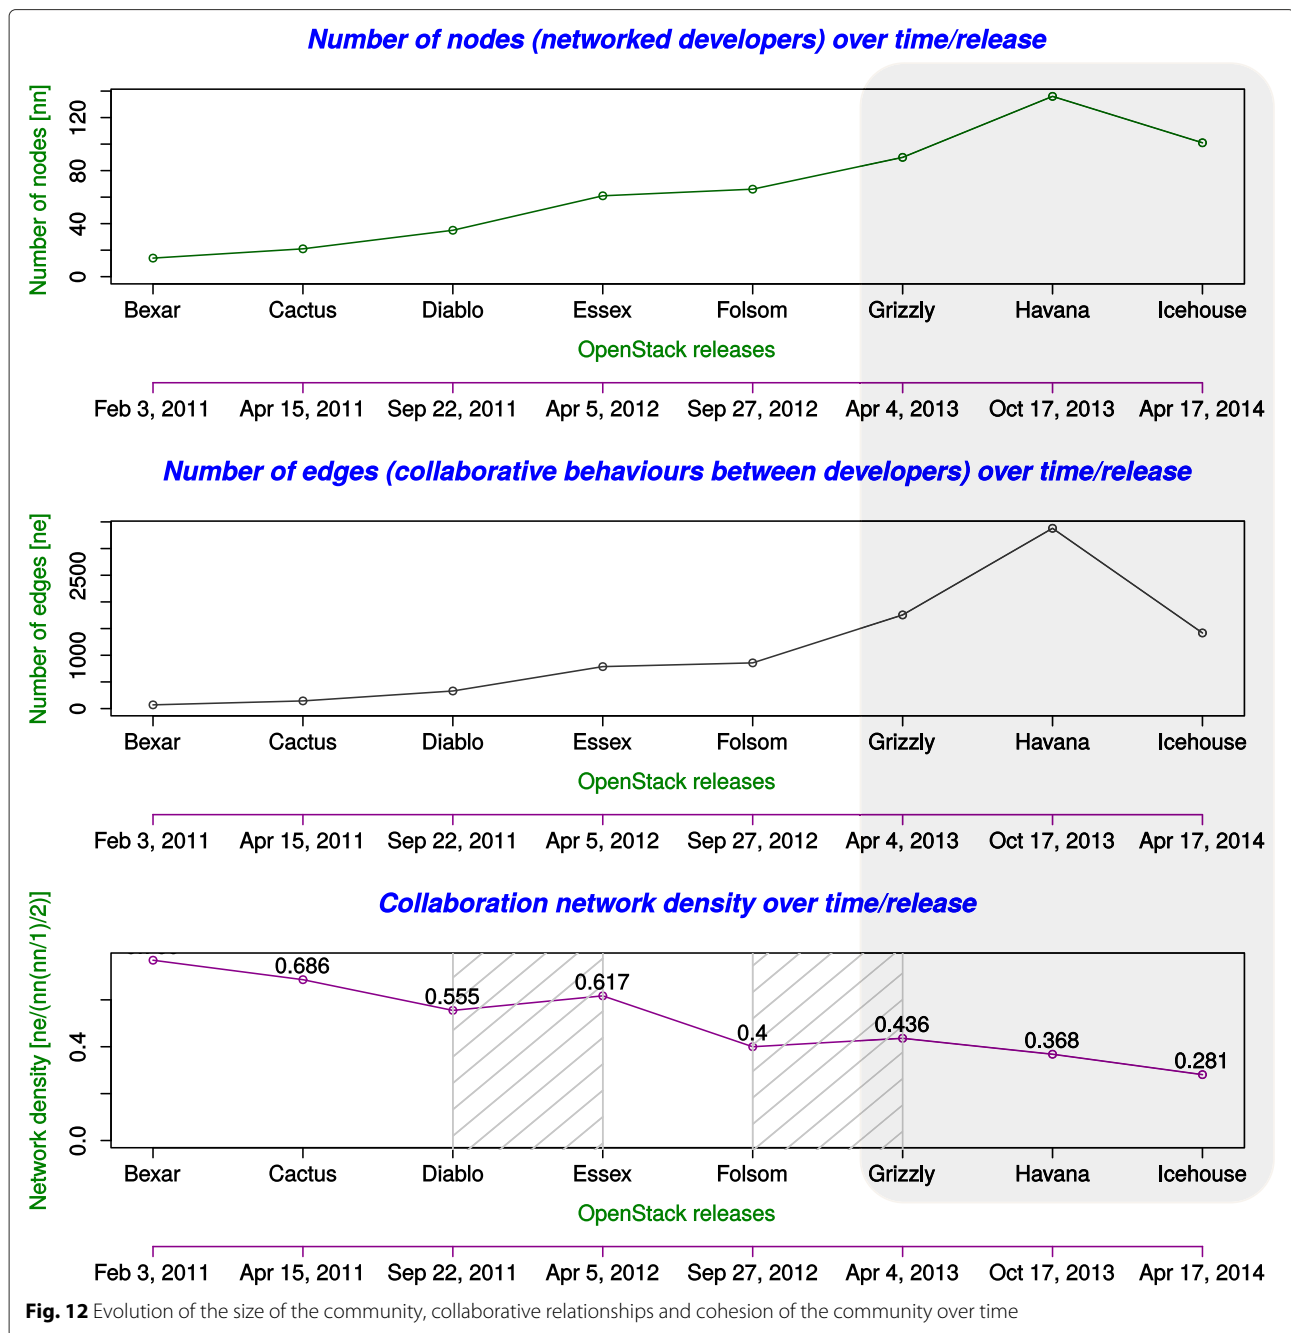 Number of nodes (networked developers) over time/release
Number of nodes [nn]
120
80
40
0
Bexar Cactus Diablo Essex Folsom Grizzly Havana Icehouse
OpenStack releases
Feb 3, 2011 Apr 15, 2011 Sep 22, 2011 Apr 5, 2012 Sep 27, 2012 Apr 4, 2013 Oct 17, 2013 Apr 17, 2014
Number of edges (collaborative behaviours between developers) over time/release
Number of edges [ne]
2500
1000
0
Bexar Cactus Diablo Essex Folsom Grizzly Havana Icehouse
OpenStack releases
Feb 3, 2011 Apr 15, 2011 Sep 22, 2011 Apr 5, 2012 Sep 27, 2012 Apr 4, 2013 Oct 17, 2013 Apr 17, 2014
Collaboration network density over time/release
Network density [ne/(nn(nn/1)/2)]
0.4
0.0
0.686
0.555
0.617
0.4
0.436
0.368
0.281
Bexar Cactus Diablo Essex Folsom Grizzly Havana Icehouse
OpenStack releases
Feb 3, 2011 Apr 15, 2011 Sep 22, 2011 Apr 5, 2012 Sep 27, 2012 Apr 4, 2013 Oct 17, 2013 Apr 17, 2014
Fig. 12 Evolution of the size of the community, collaborative relationships and cohesion of the community over time